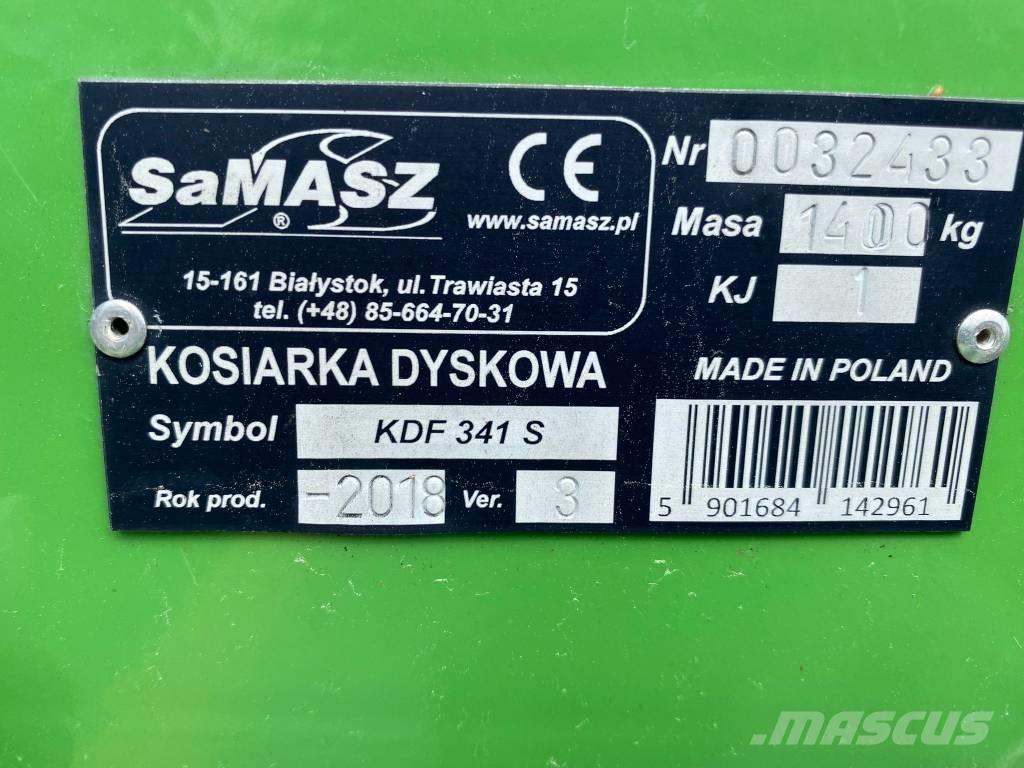 SaMASZ
®
CE
www.samasz.pl
15-161 Białystok, ul. Trawiasta 15
tel. (+48) 85-664-70-31
Nr 0032433
Masa 1400 kg
KJ 1
KOSIARKA DYSKOWA
MADE IN POLAND
Symbol KDF 341 S
Rok prod. -2018 Ver. 3
5 901684 142961
MASCUS